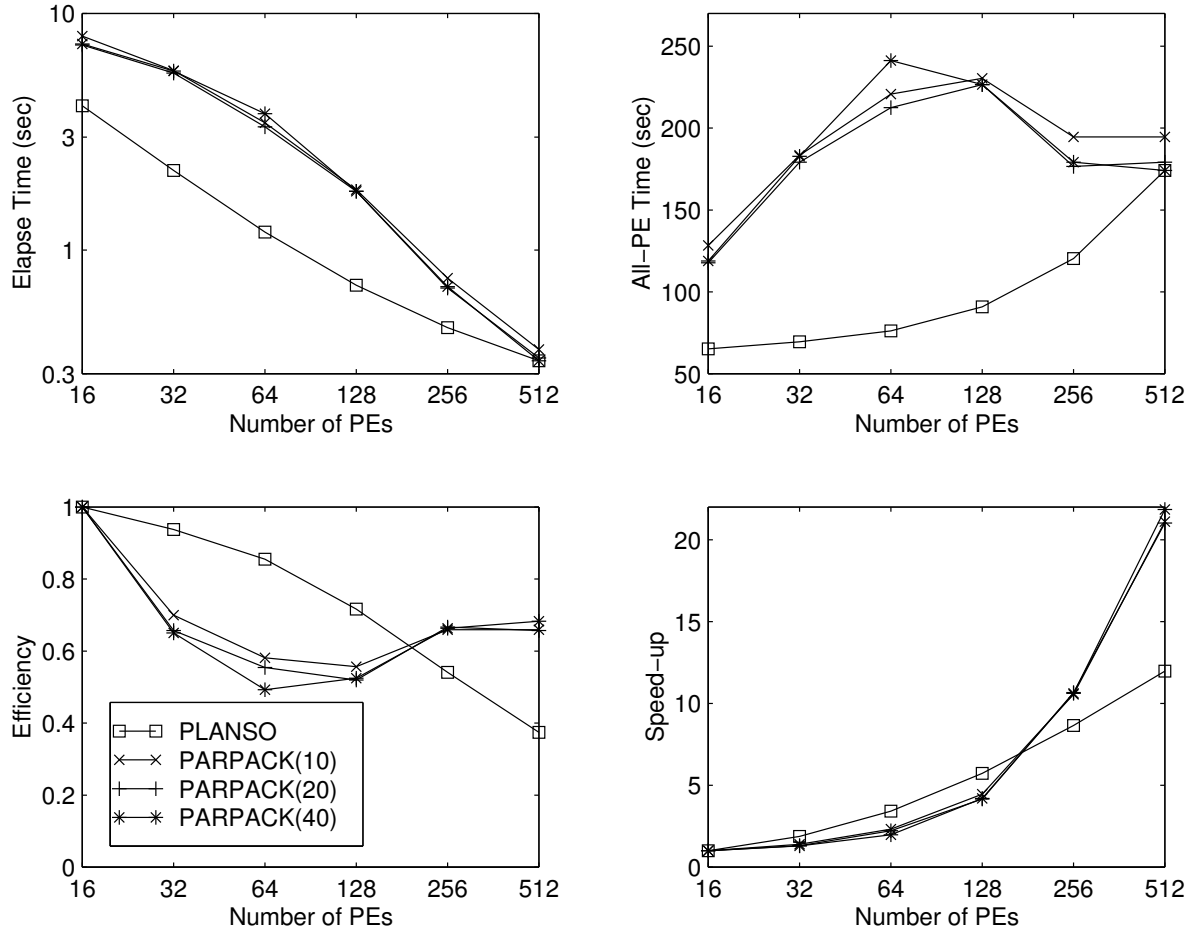 10
3
1
0.3
16 32 64 128 256 512
Number of PEs
Elapse Time (sec)
250
200
150
100
50
16 32 64 128 256 512
Number of PEs
All−PE Time (sec)
1
0.8
0.6
0.4
0.2
0
16 32 64 128 256 512
Number of PEs
Efficiency
PLANSO
PARPACK(10)
PARPACK(20)
PARPACK(40)
20
15
10
5
0
16 32 64 128 256 512
Number of PEs
Speed−up